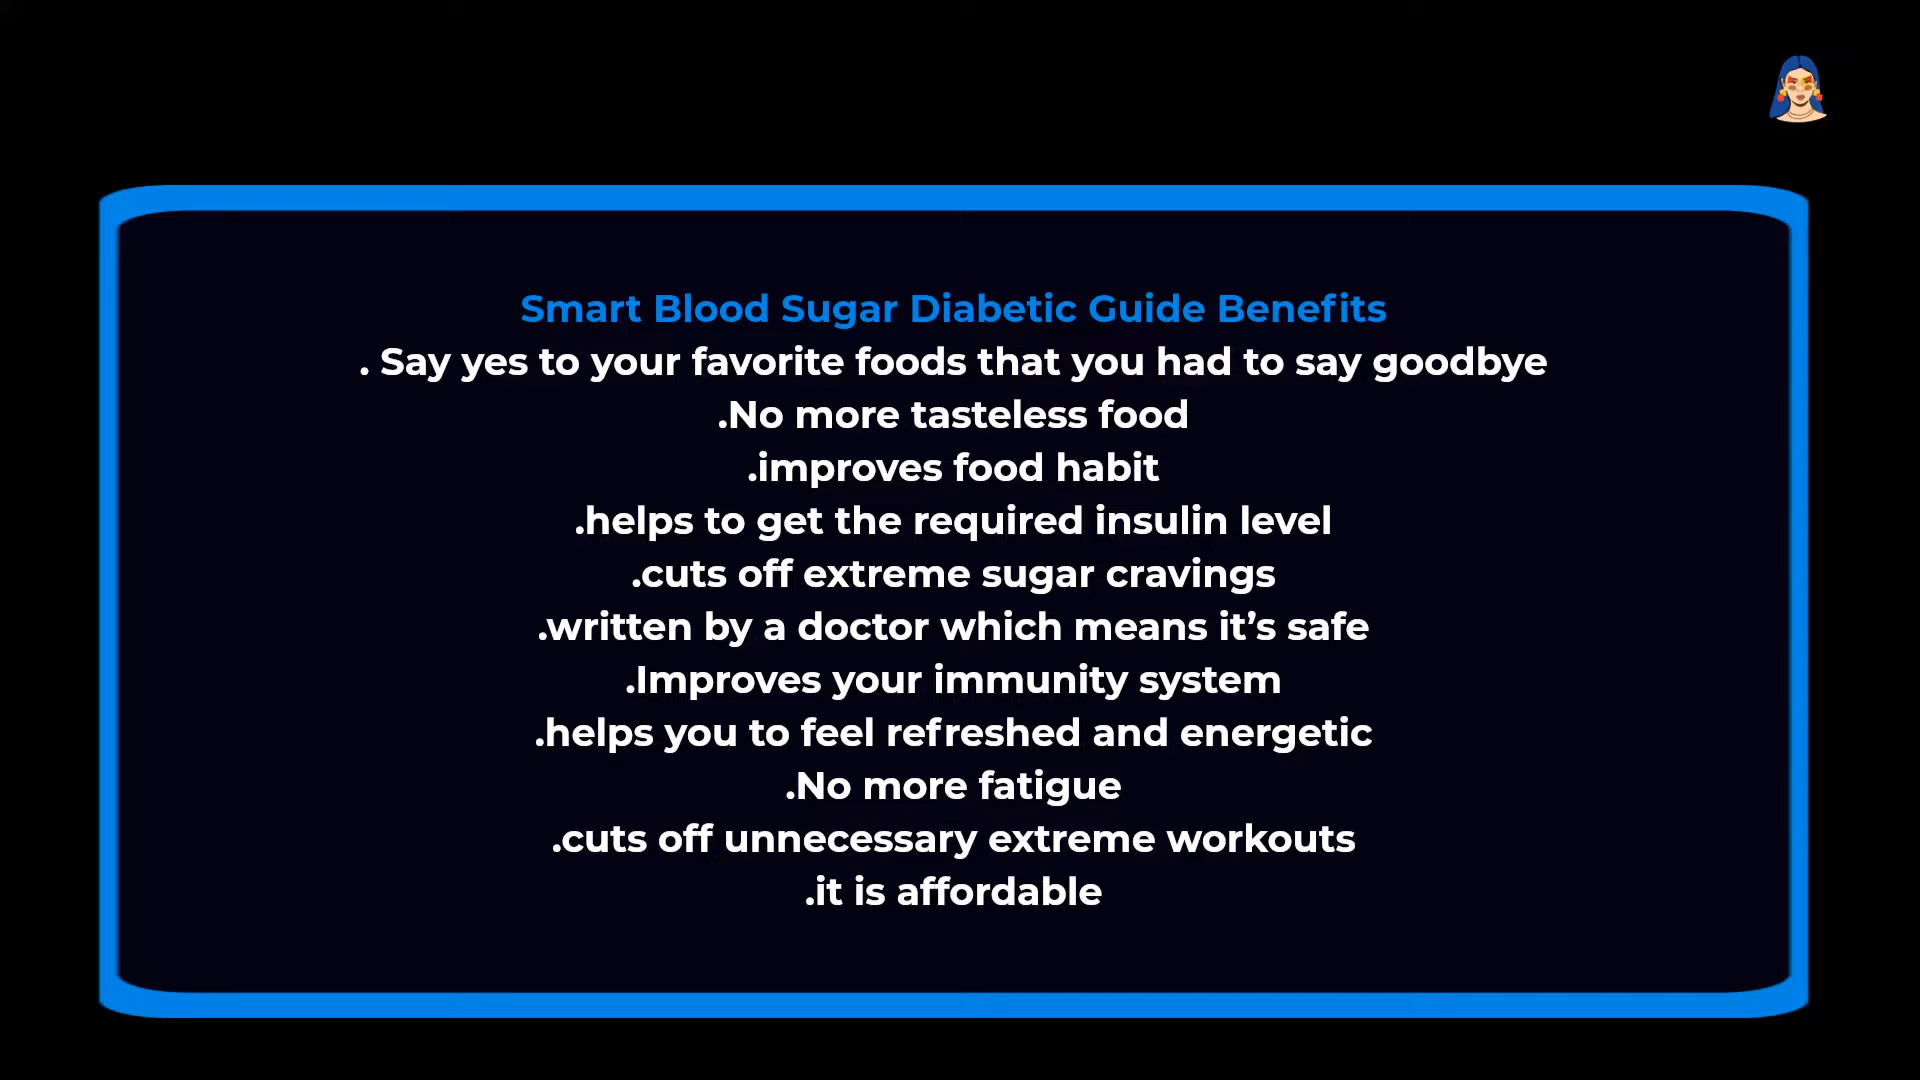 Smart Blood Sugar Diabetic Guide Benefits
. Say yes to your favorite foods that you had to say goodbye
.No more tasteless food
.improves food habit
.helps to get the required insulin level
.cuts off extreme sugar cravings
.written by a doctor which means it’s safe
.Improves your immunity system
.helps you to feel refreshed and energetic
.No more fatigue
.cuts off unnecessary extreme workouts
.it is affordable